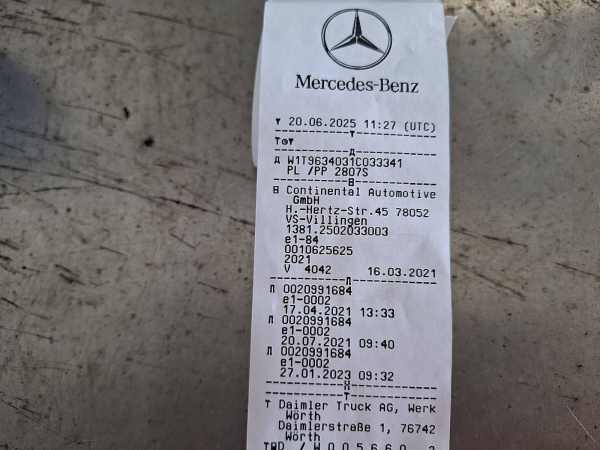 Mercedes-Benz
▼ 20.06.2025 11:27 (UTC)
T⊙▼
Д W1T9634031C033341
PL /PP 2807S
B Continental Automotive
GmbH
H.-Hertz-Str.45 78052
VS-Villingen
1381.2502033003
e1-84
0010625625
2021
V 4042 16.03.2021
Л 0020991684
e1-0002
17.04.2021 13:33
Л 0020991684
e1-0002
20.07.2021 09:40
Л 0020991684
e1-0002
27.01.2023 09:32
T Daimler Truck AG, Werk
Wörth
Daimlerstraße 1, 76742
Wörth